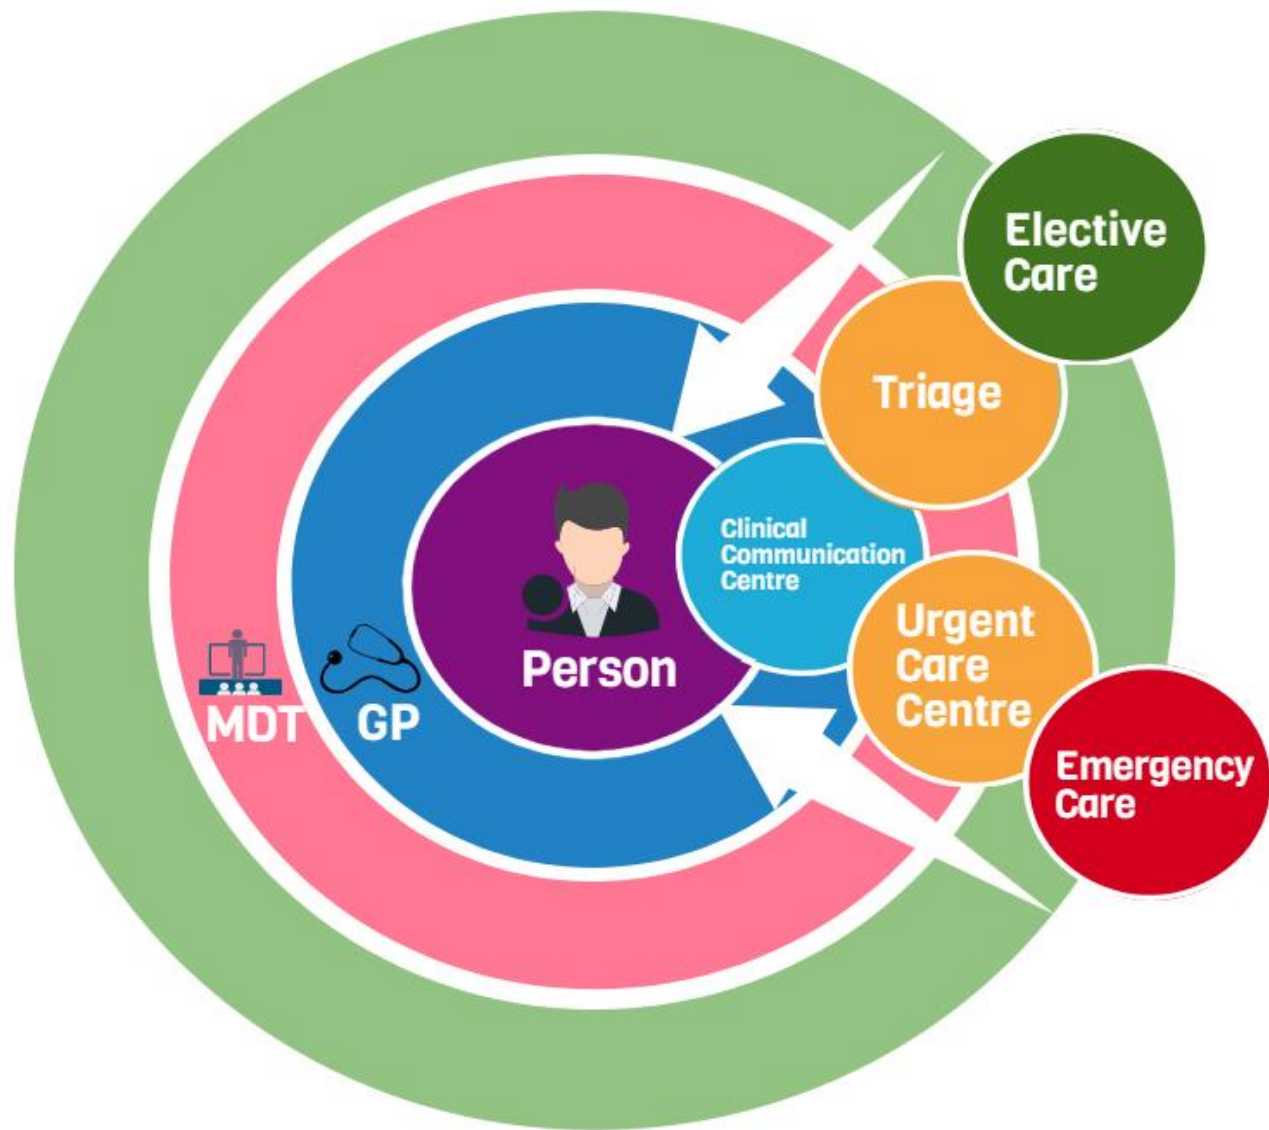 Elective
Care
Triage
Clinical
Communication
Centre
Urgent
Care
Centre
Person
MDT
GP
Emergency
Care